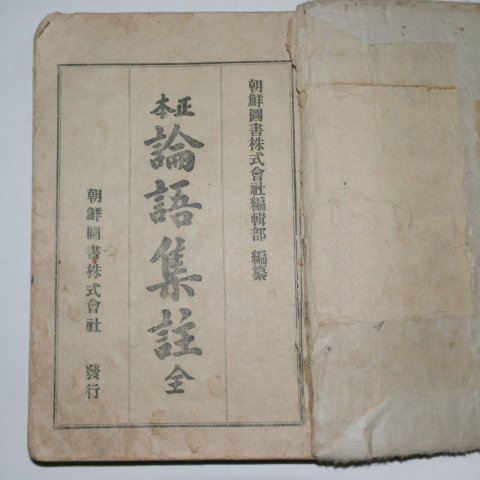 朝鮮圖書株式會社編輯部 編纂
正本
論語集註 全
朝鮮圖書株式會社 發行